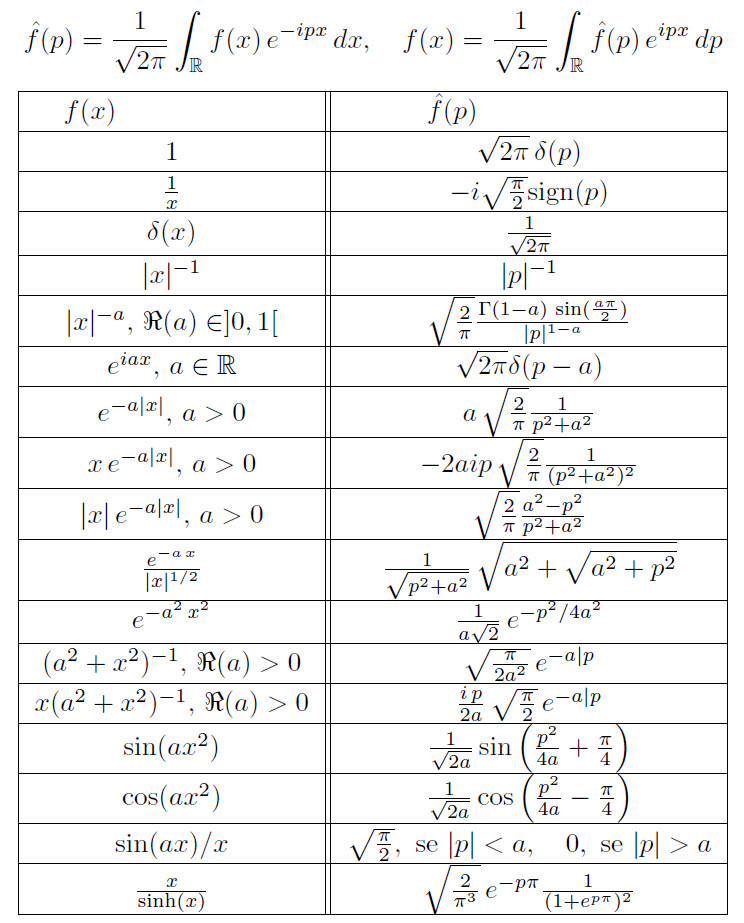 f̂(p) = 1/√(2π) ∫_ℝ f(x) e^{−ipx} dx, f(x) = 1/√(2π) ∫_ℝ f̂(p) e^{ipx} dp
f(x) f̂(p)
1 √(2π) δ(p)
1/x −i√(π/2) sign(p)
δ(x) 1/√(2π)
|x|^{−1} |p|^{−1}
|x|^{−a}, ℜ(a) ∈]0, 1[ √(2/π) Γ(1−a) sin(aπ/2)/|p|^{1−a}
e^{iax}, a ∈ ℝ √(2π)δ(p − a)
e^{−a|x|}, a > 0 a √(2/π) 1/(p²+a²)
x e^{−a|x|}, a > 0 −2aip √(2/π) 1/(p²+a²)²
|x| e^{−a|x|}, a > 0 √(2/π) (a²−p²)/(p²+a²)
e^{−a x}/|x|^{1/2} 1/√(p²+a²) √(a² + √(a² + p²))
e^{−a² x²} 1/(a√2) e^{−p²/4a²}
(a² + x²)^{−1}, ℜ(a) > 0 √(π/(2a²)) e^{−a|p}
x(a² + x²)^{−1}, ℜ(a) > 0 i p/(2a) √(π/2) e^{−a|p}
sin(ax²) 1/√(2a) sin(p²/4a + π/4)
cos(ax²) 1/√(2a) cos(p²/4a − π/4)
sin(ax)/x √(π/2), se |p| < a, 0, se |p| > a
x/sinh(x) √(2/π³) e^{−pπ} 1/(1+e^{pπ})²